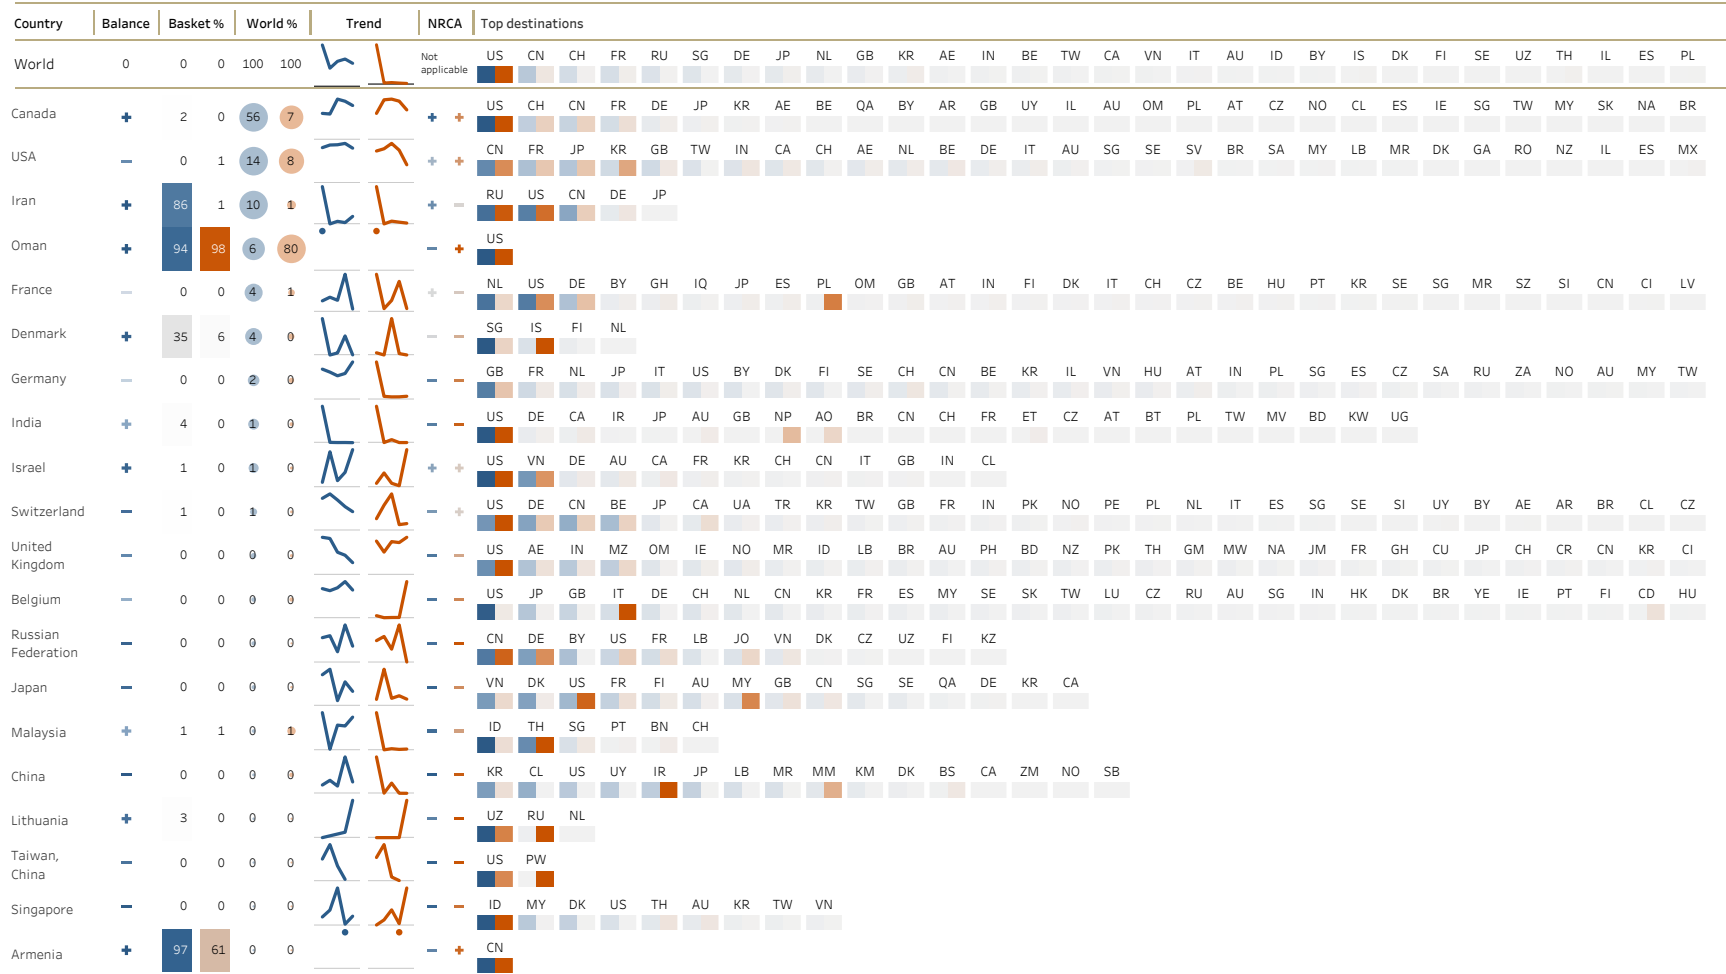 Country Balance Basket % World % Trend NRCA Top destinations
World 0 0 0 100 100 Not applicable US CN CH FR RU SG DE JP NL GB KR AE IN BE TW CA VN IT AU ID BY IS DK FI SE UZ TH IL ES PL
Canada + 2 0 56 7 + + US CH CN FR DE JP KR AE BE QA BY AR GB UY IL AU OM PL AT CZ NO CL ES IE SG TW MY SK NA BR
USA − 0 1 14 8 + + CN FR JP KR GB TW IN CA CH AE NL BE DE IT AU SG SE SV BR SA MY LB MR DK GA RO NZ IL ES MX
Iran + 86 1 10 1 + − RU US CN DE JP
Oman + 94 98 6 80 − + US
France − 0 0 4 1 + − NL US DE BY GH IQ JP ES PL OM GB AT IN FI DK IT CH CZ BE HU PT KR SE SG MR SZ SI CN CI LV
Denmark + 35 6 4 0 − − SG IS FI NL
Germany − 0 0 2 0 − − GB FR NL JP IT US BY DK FI SE CH CN BE KR IL VN HU AT IN PL SG ES CZ SA RU ZA NO AU MY TW
India + 4 0 1 0 − − US DE CA IR JP AU GB NP AO BR CN CH FR ET CZ AT BT PL TW MV BD KW UG
Israel + 1 0 1 0 + + US VN DE AU CA FR KR CH CN IT GB IN CL
Switzerland − 1 0 1 0 − + US DE CN BE JP CA UA TR KR TW GB FR IN PK NO PE PL NL IT ES SG SE SI UY BY AE AR BR CL CZ
United Kingdom − 0 0 0 0 − − US AE IN MZ OM IE NO MR ID LB BR AU PH BD NZ PK TH GM MW NA JM FR GH CU JP CH CR CN KR CI
Belgium − 0 0 0 0 − − US JP GB IT DE CH NL CN KR FR ES MY SE SK TW LU CZ RU AU SG IN HK DK BR YE IE PT FI CD HU
Russian Federation − 0 0 0 0 − − CN DE BY US FR LB JO VN DK CZ UZ FI KZ
Japan − 0 0 0 0 − − VN DK US FR FI AU MY GB CN SG SE QA DE KR CA
Malaysia + 1 1 0 1 − − ID TH SG PT BN CH
China − 0 0 0 0 − − KR CL US UY IR JP LB MR MM KM DK BS CA ZM NO SB
Lithuania + 3 0 0 0 − − UZ RU NL
Taiwan, China − 0 0 0 0 − − US PW
Singapore − 0 0 0 0 − − ID MY DK US TH AU KR TW VN
Armenia + 97 61 0 0 − + CN